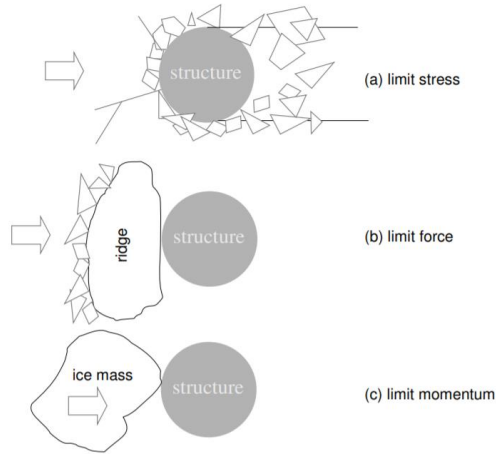 structure
(a) limit stress
ridge
structure
(b) limit force
ice mass
structure
(c) limit momentum